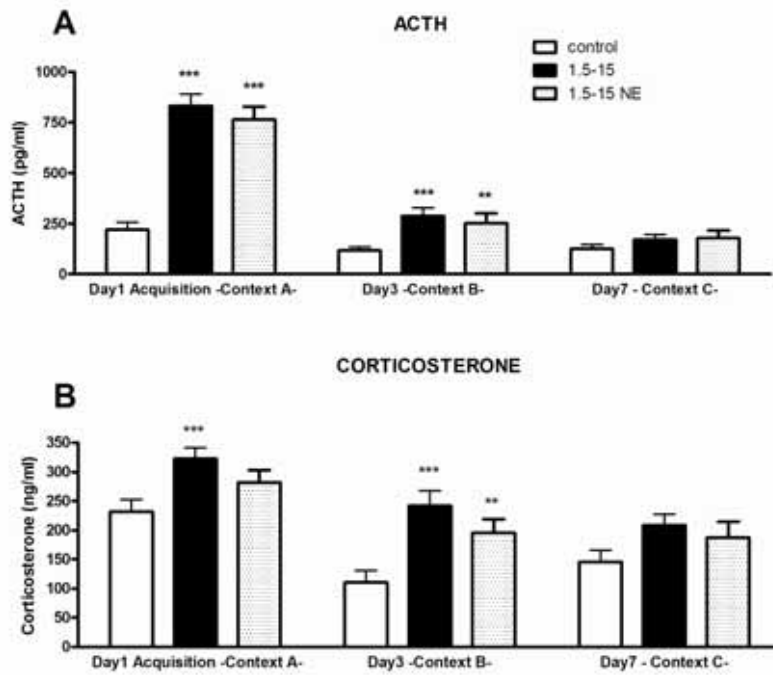 A
ACTH
control
1.5-15
1.5-15 NE
ACTH (pg/ml)
1000
750
500
250
0
*** ***
*** **
Day1 Acquisition -Context A- Day3 -Context B- Day7 - Context C-
CORTICOSTERONE
B
Corticosterone (ng/ml)
350
300
250
200
150
100
50
0
***
*** **
Day1 Acquisition -Context A- Day3 -Context B- Day7 - Context C-